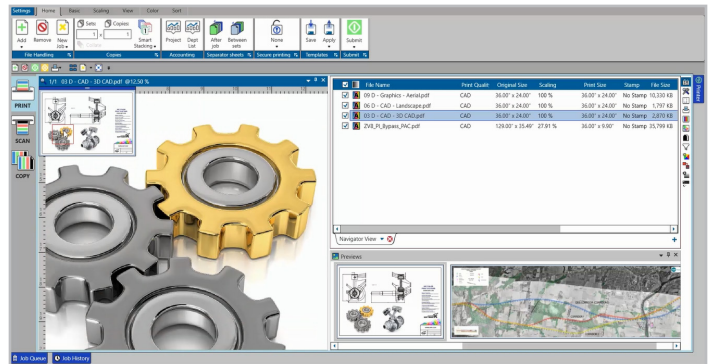 Settings Home Basic Scaling View Color Sort
Sets: Copies:
1 x 1
Collate
Add Remove New Job Smart Stacking Project Dept List After job Between sets None Save Apply Submit
File Handling Copies Accounting Separator sheets Secure printing Templates Submit
1/1 03 D - CAD - 3D CAD.pdf @12,50 %
File Name Print Qualit Original Size Scaling Print Size Stamp File Size
09 D - Graphics - Aerial.pdf CAD 36.00" x 24.00" 100 % 36.00" x 24.00" No Stamp 10,330 KB
06 D - CAD - Landscape.pdf CAD 36.00" x 24.00" 100 % 36.00" x 24.00" No Stamp 1,797 KB
03 D - CAD - 3D CAD.pdf CAD 36.00" x 24.00" 100 % 36.00" x 24.00" No Stamp 2,870 KB
ZV8_PI_Bypass_PAC.pdf CAD 129.00" x 35.49" 27.91 % 36.00" x 9.90" No Stamp 35,799 KB
PRINT
SCAN
COPY
Printer
Navigator View
Previews
Job Queue Job History